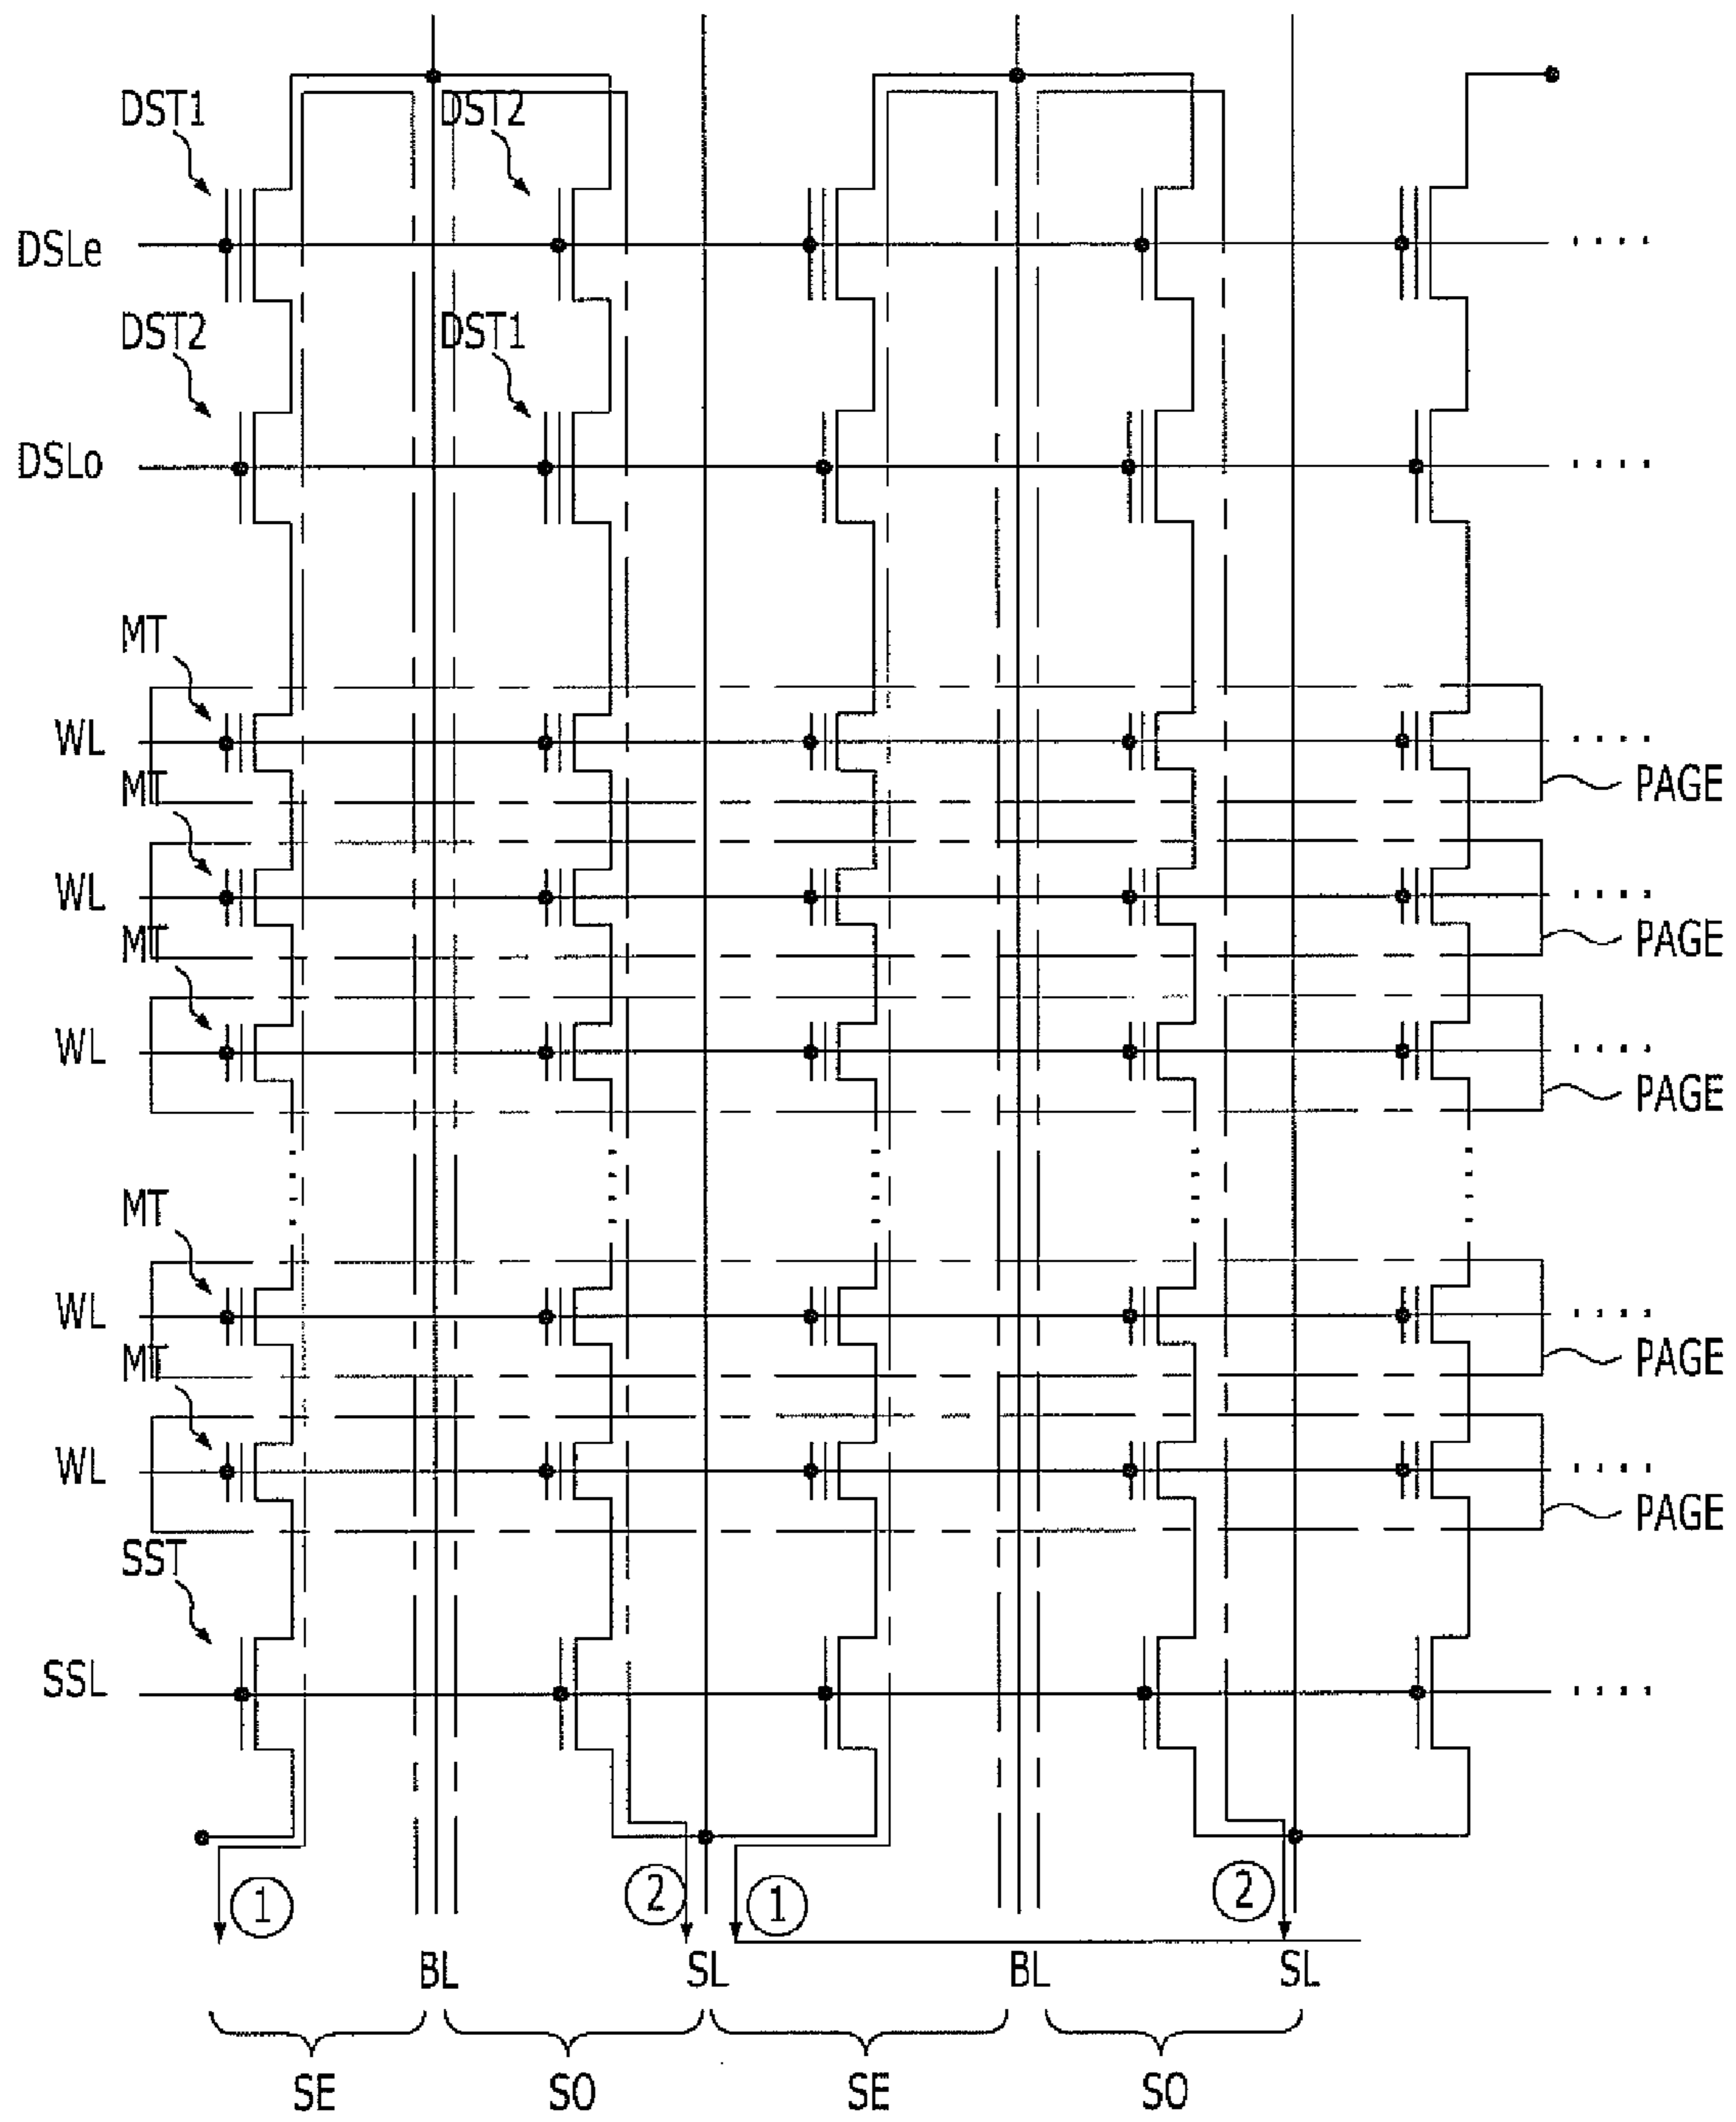 DST1 DST2
DSLe
DST2 DST1
DSLo
MT
WL
PAGE
MT
WL
PAGE
MT
WL
PAGE
MT
WL
PAGE
MT
WL
PAGE
SST
SSL
1 2 1 2
BL SL BL SL
SE SO SE SO